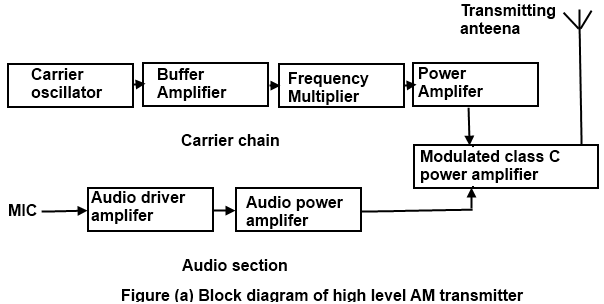 Transmitting
anteena
Carrier
oscillator
Buffer
Amplifier
Frequency
Multiplier
Power
Amplifer
Carrier chain
Modulated class C
power amplifier
MIC
Audio driver
amplifer
Audio power
amplifer
Audio section
Figure (a) Block diagram of high level AM transmitter